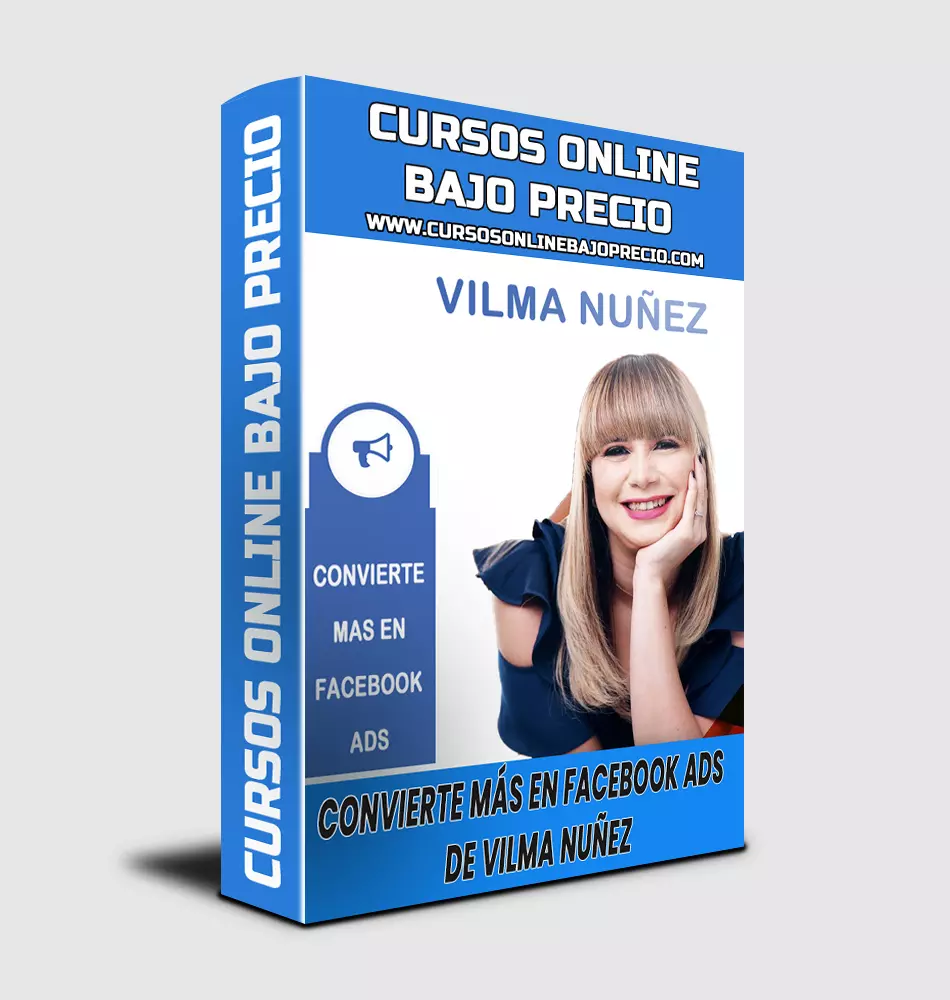 CURSOS ONLINE BAJO PRECIO
CURSOS ONLINE
BAJO PRECIO
WWW.CURSOSONLINEBAJOPRECIO.COM
VILMA NUÑEZ
CONVIERTE
MAS EN
FACEBOOK
ADS
CONVIERTE MÁS EN FACEBOOK ADS
DE VILMA NUÑEZ